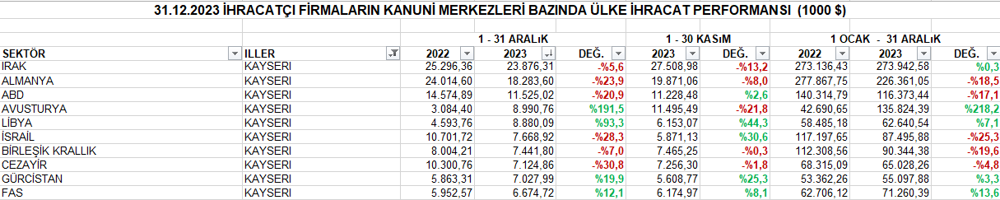 31.12.2023 İHRACATÇI FİRMALARIN KANUNİ MERKEZLERİ BAZINDA ÜLKE İHRACAT PERFORMANSI (1000 $)
1 - 31 ARALıK 1 - 30 KASIM 1 OCAK - 31 ARALIK
SEKTÖR ILLER 2022 2023 DEĞ. 2023 DEĞ. 2022 2023 DEĞ.
IRAK KAYSERI 25.296,36 23.876,31 -%5,6 27.508,98 -%13,2 273.136,43 273.942,58 %0,3
ALMANYA KAYSERI 24.014,60 18.283,60 -%23,9 19.871,06 -%8,0 277.867,75 226.361,05 -%18,5
ABD KAYSERI 14.574,89 11.525,02 -%20,9 11.228,48 %2,6 140.314,79 116.373,44 -%17,1
AVUSTURYA KAYSERI 3.084,40 8.990,76 %191,5 11.495,49 -%21,8 42.690,65 135.824,39 %218,2
LİBYA KAYSERI 4.593,76 8.880,09 %93,3 6.153,07 %44,3 58.485,18 62.640,54 %7,1
İSRAİL KAYSERI 10.701,72 7.668,92 -%28,3 5.871,13 %30,6 117.197,65 87.495,88 -%25,3
BİRLEŞİK KRALLIK KAYSERI 8.004,21 7.441,80 -%7,0 7.465,25 -%0,3 112.308,56 90.344,38 -%19,6
CEZAYİR KAYSERI 10.300,76 7.124,86 -%30,8 7.256,30 -%1,8 68.315,09 65.028,26 -%4,8
GÜRCİSTAN KAYSERI 5.863,31 7.027,99 %19,9 5.608,77 %25,3 53.362,26 55.097,88 %3,3
FAS KAYSERI 5.952,57 6.674,72 %12,1 6.174,97 %8,1 62.706,12 71.260,39 %13,6